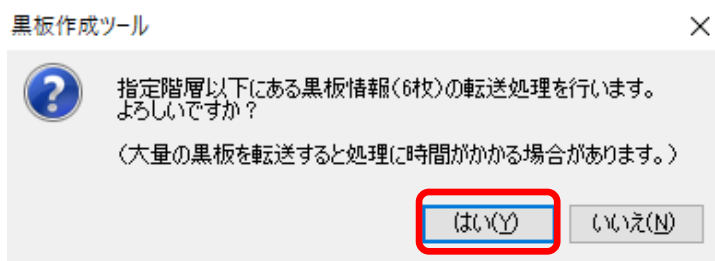 黒板作成ツール
指定階層以下にある黒板情報(6枚)の転送処理を行います。
よろしいですか？
（大量の黒板を転送すると処理に時間がかかる場合があります。）
はい(Y)
いいえ(N)